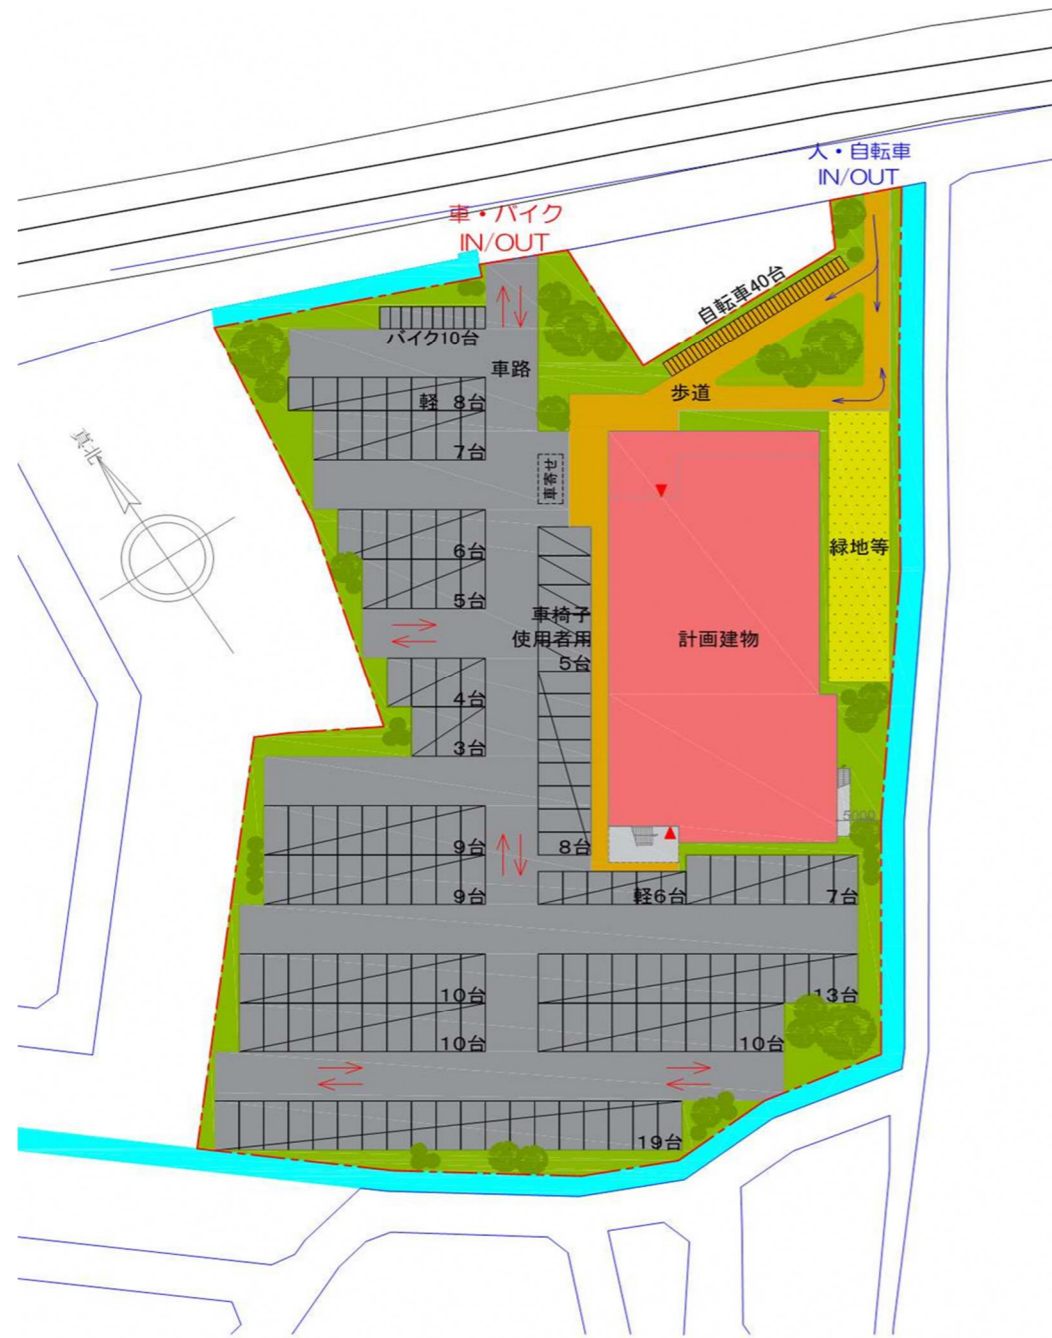 人・自転車
IN/OUT
車・バイク
IN/OUT
自転車40台
バイク10台
車路
歩道
軽 8台
7台
真北
車寄せ
6台
緑地等
5台
車椅子
使用者用
計画建物
5台
4台
3台
5000
9台
8台
9台
軽6台
7台
10台
13台
10台
10台
19台